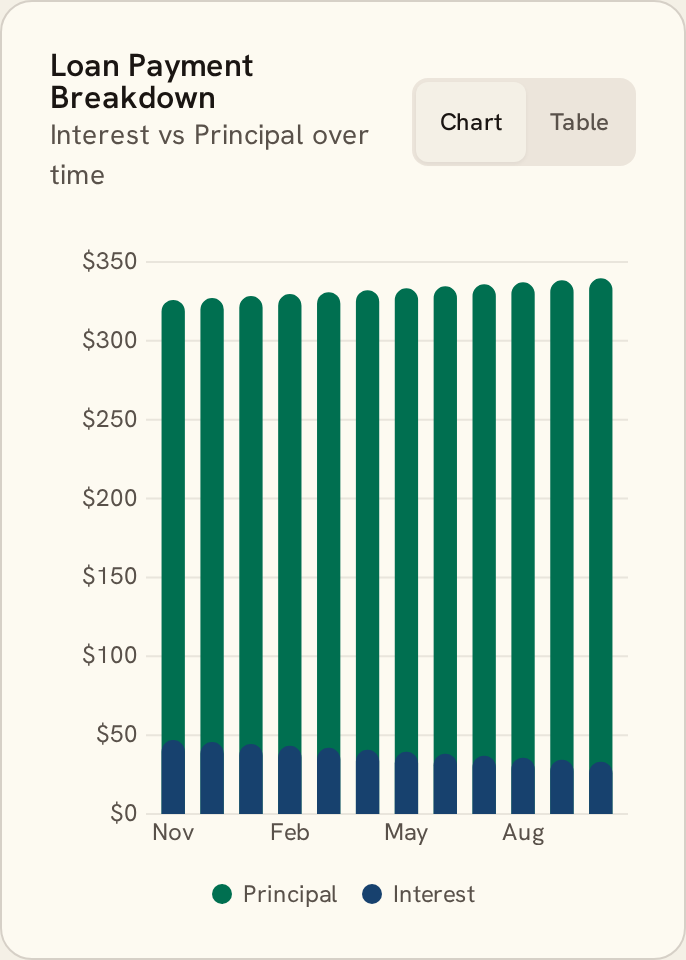 Loan Payment
Breakdown
Interest vs Principal over
time
Chart
Table
$350
$300
$250
$200
$150
$100
$50
$0
Nov
Feb
May
Aug
Principal
Interest